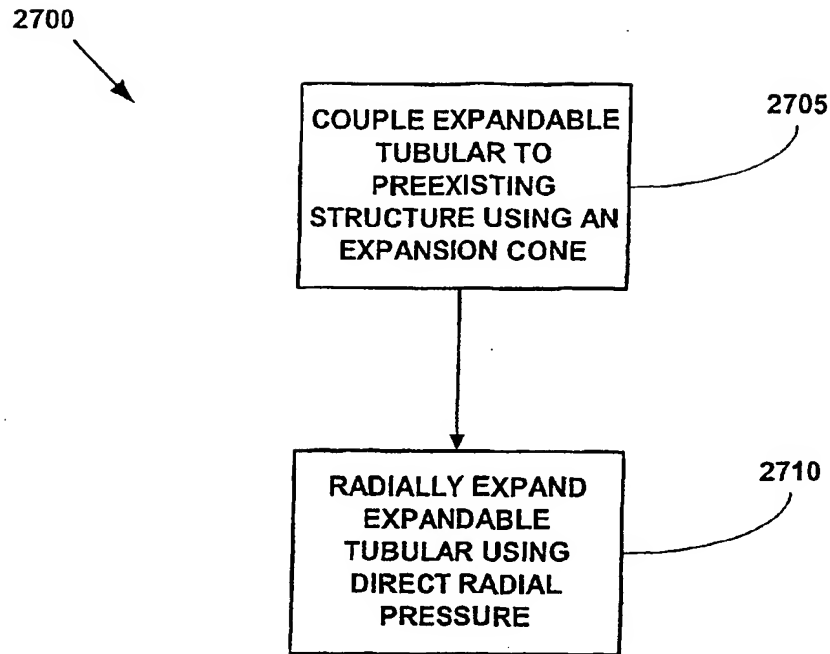 2700
2705
COUPLE EXPANDABLE
TUBULAR TO
PREEXISTING
STRUCTURE USING AN
EXPANSION CONE
2710
RADIALLY EXPAND
EXPANDABLE
TUBULAR USING
DIRECT RADIAL
PRESSURE